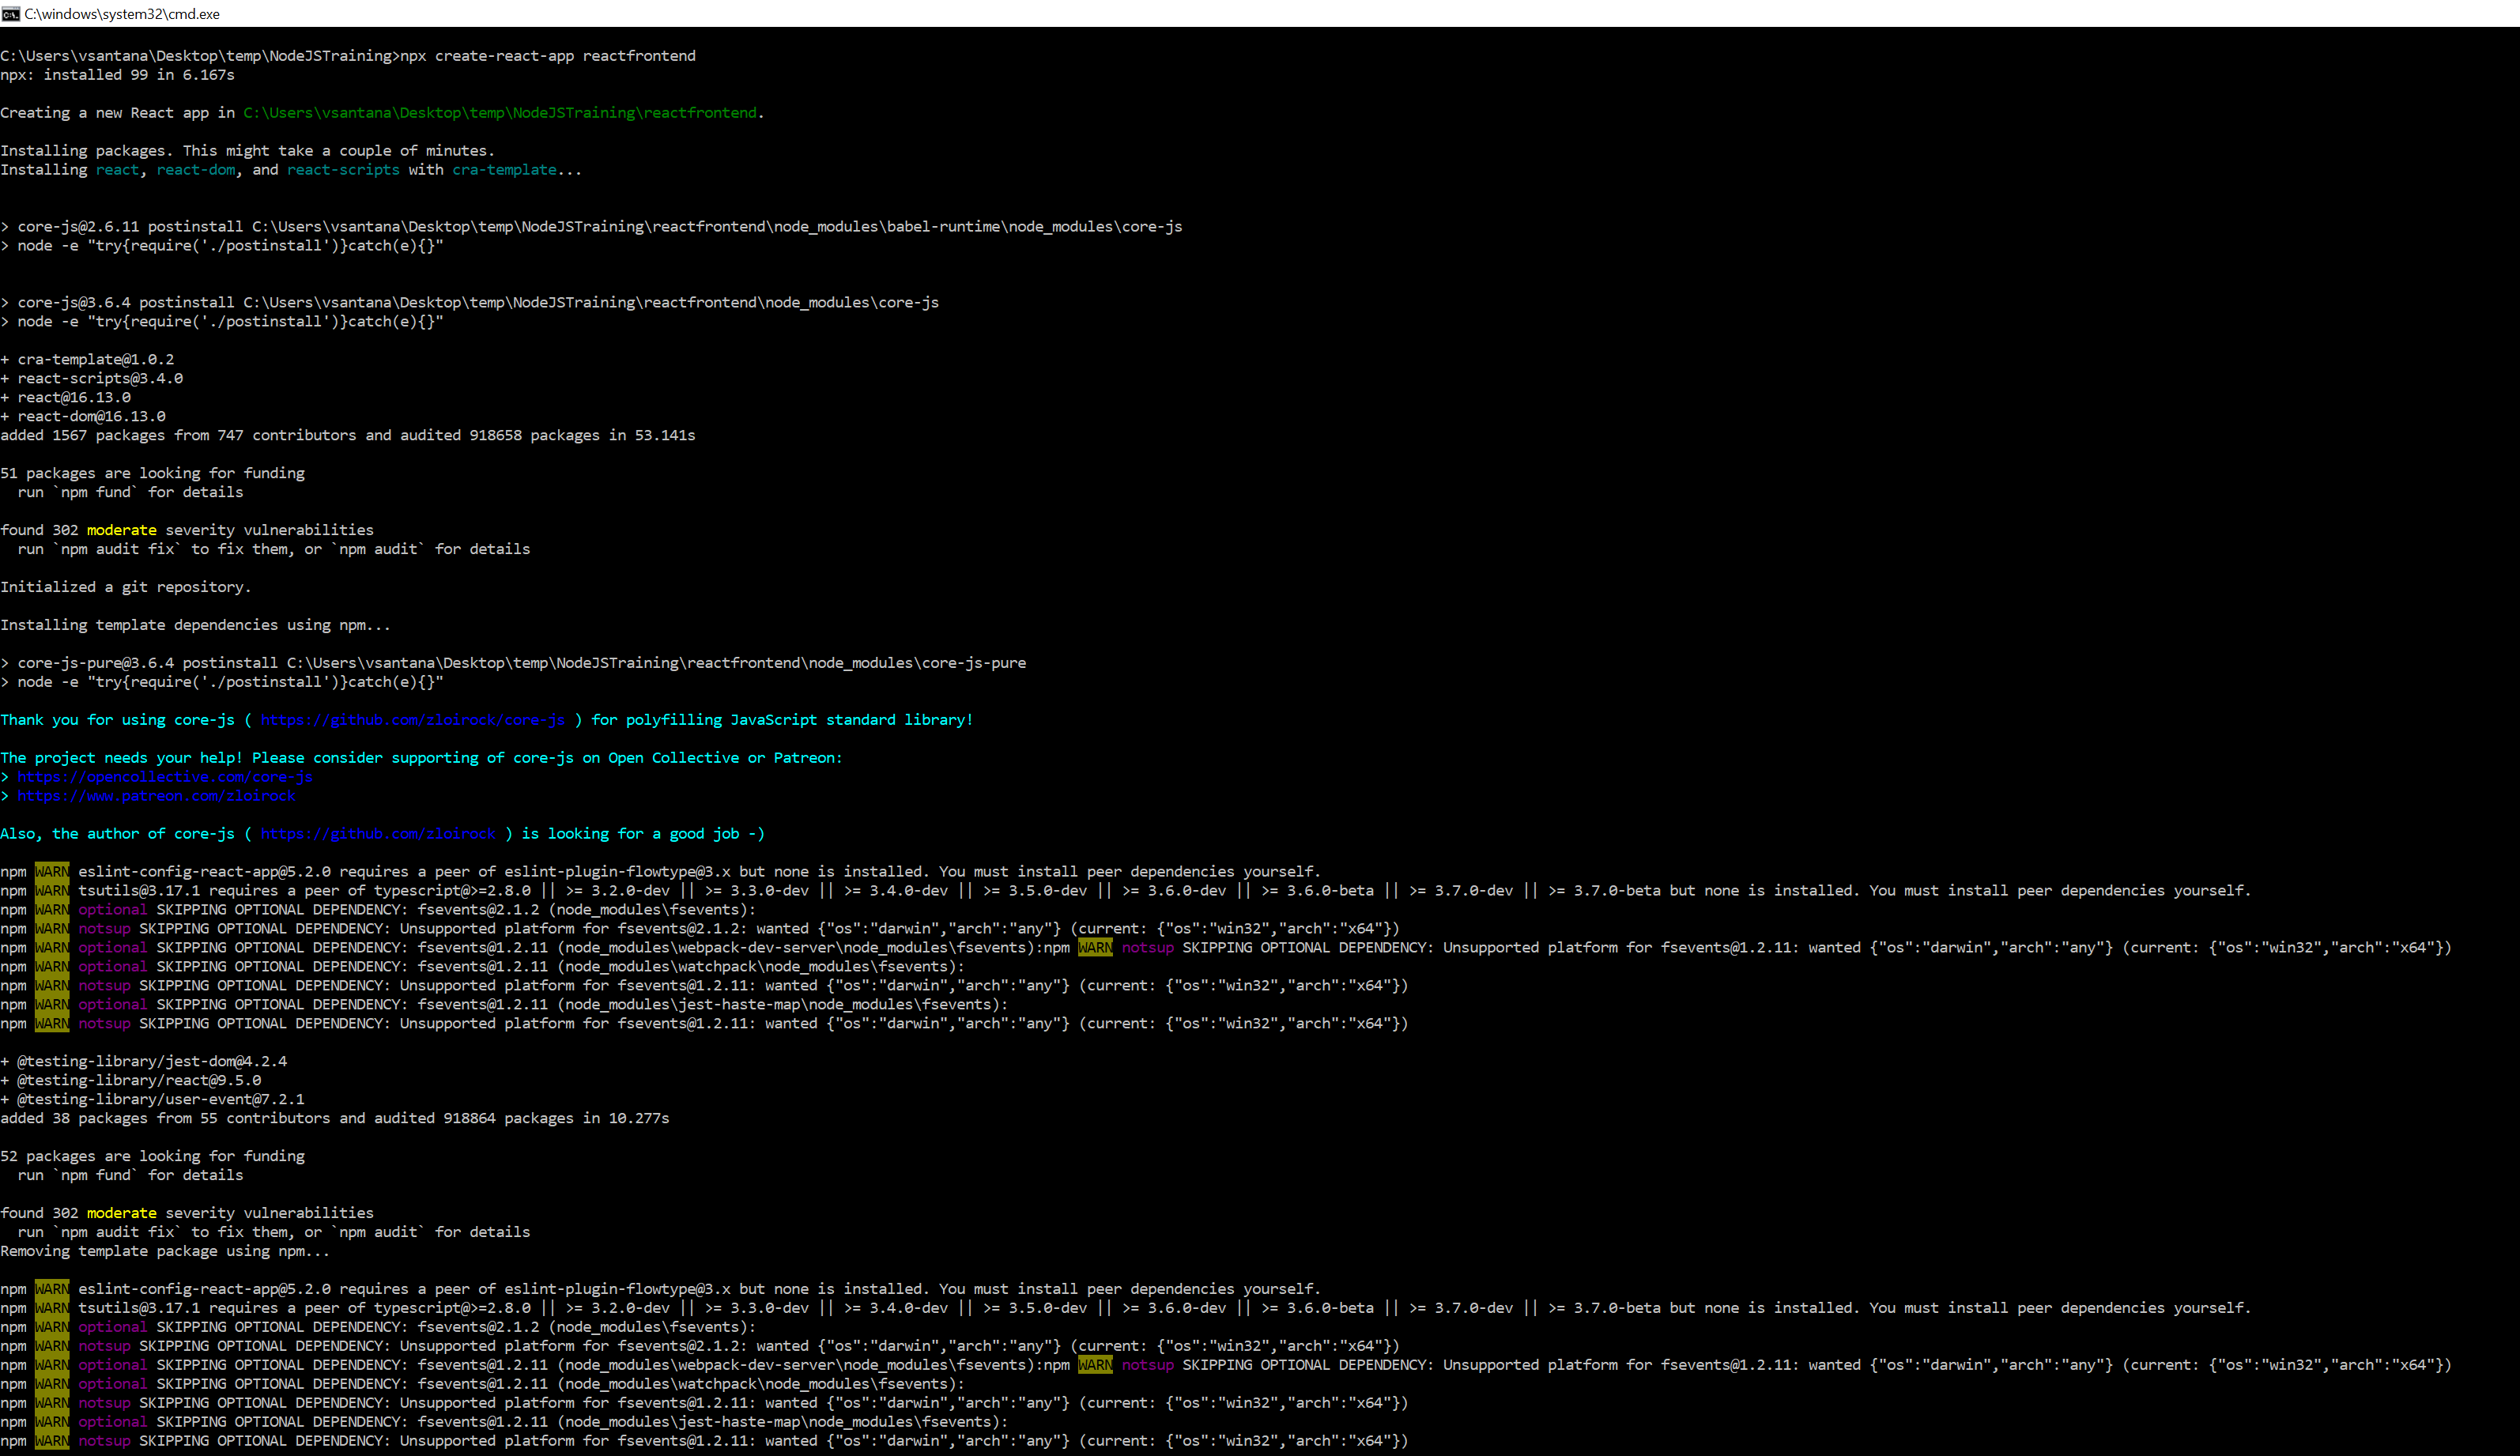 C:\windows\system32\cmd.exe
C:\Users\vsantana\Desktop\temp\NodeJSTraining>npx create-react-app reactfrontend
npx: installed 99 in 6.167s
Creating a new React app in C:\Users\vsantana\Desktop\temp\NodeJSTraining\reactfrontend.
Installing packages. This might take a couple of minutes.
Installing react, react-dom, and react-scripts with cra-template...
> core-js@2.6.11 postinstall C:\Users\vsantana\Desktop\temp\NodeJSTraining\reactfrontend\node_modules\babel-runtime\node_modules\core-js
> node -e "try{require('./postinstall')}catch(e){}"
> core-js@3.6.4 postinstall C:\Users\vsantana\Desktop\temp\NodeJSTraining\reactfrontend\node_modules\core-js
> node -e "try{require('./postinstall')}catch(e){}"
+ cra-template@1.0.2
+ react-scripts@3.4.0
+ react@16.13.0
+ react-dom@16.13.0
added 1567 packages from 747 contributors and audited 918658 packages in 53.141s
51 packages are looking for funding
  run `npm fund` for details
found 302 moderate severity vulnerabilities
  run `npm audit fix` to fix them, or `npm audit` for details
Initialized a git repository.
Installing template dependencies using npm...
> core-js-pure@3.6.4 postinstall C:\Users\vsantana\Desktop\temp\NodeJSTraining\reactfrontend\node_modules\core-js-pure
> node -e "try{require('./postinstall')}catch(e){}"
Thank you for using core-js ( https://github.com/zloirock/core-js ) for polyfilling JavaScript standard library!
The project needs your help! Please consider supporting of core-js on Open Collective or Patreon:
> https://opencollective.com/core-js
> https://www.patreon.com/zloirock
Also, the author of core-js ( https://github.com/zloirock ) is looking for a good job -)
npm WARN eslint-config-react-app@5.2.0 requires a peer of eslint-plugin-flowtype@3.x but none is installed. You must install peer dependencies yourself.
npm WARN tsutils@3.17.1 requires a peer of typescript@>=2.8.0 || >= 3.2.0-dev || >= 3.3.0-dev || >= 3.4.0-dev || >= 3.5.0-dev || >= 3.6.0-dev || >= 3.6.0-beta || >= 3.7.0-dev || >= 3.7.0-beta but none is installed. You must install peer dependencies yourself.
npm WARN optional SKIPPING OPTIONAL DEPENDENCY: fsevents@2.1.2 (node_modules\fsevents):
npm WARN notsup SKIPPING OPTIONAL DEPENDENCY: Unsupported platform for fsevents@2.1.2: wanted {"os":"darwin","arch":"any"} (current: {"os":"win32","arch":"x64"})
npm WARN optional SKIPPING OPTIONAL DEPENDENCY: fsevents@1.2.11 (node_modules\webpack-dev-server\node_modules\fsevents):npm WARN notsup SKIPPING OPTIONAL DEPENDENCY: Unsupported platform for fsevents@1.2.11: wanted {"os":"darwin","arch":"any"} (current: {"os":"win32","arch":"x64"})
npm WARN optional SKIPPING OPTIONAL DEPENDENCY: fsevents@1.2.11 (node_modules\watchpack\node_modules\fsevents):
npm WARN notsup SKIPPING OPTIONAL DEPENDENCY: Unsupported platform for fsevents@1.2.11: wanted {"os":"darwin","arch":"any"} (current: {"os":"win32","arch":"x64"})
npm WARN optional SKIPPING OPTIONAL DEPENDENCY: fsevents@1.2.11 (node_modules\jest-haste-map\node_modules\fsevents):
npm WARN notsup SKIPPING OPTIONAL DEPENDENCY: Unsupported platform for fsevents@1.2.11: wanted {"os":"darwin","arch":"any"} (current: {"os":"win32","arch":"x64"})
+ @testing-library/jest-dom@4.2.4
+ @testing-library/react@9.5.0
+ @testing-library/user-event@7.2.1
added 38 packages from 55 contributors and audited 918864 packages in 10.277s
52 packages are looking for funding
  run `npm fund` for details
found 302 moderate severity vulnerabilities
  run `npm audit fix` to fix them, or `npm audit` for details
Removing template package using npm...
npm WARN eslint-config-react-app@5.2.0 requires a peer of eslint-plugin-flowtype@3.x but none is installed. You must install peer dependencies yourself.
npm WARN tsutils@3.17.1 requires a peer of typescript@>=2.8.0 || >= 3.2.0-dev || >= 3.3.0-dev || >= 3.4.0-dev || >= 3.5.0-dev || >= 3.6.0-dev || >= 3.6.0-beta || >= 3.7.0-dev || >= 3.7.0-beta but none is installed. You must install peer dependencies yourself.
npm WARN optional SKIPPING OPTIONAL DEPENDENCY: fsevents@2.1.2 (node_modules\fsevents):
npm WARN notsup SKIPPING OPTIONAL DEPENDENCY: Unsupported platform for fsevents@2.1.2: wanted {"os":"darwin","arch":"any"} (current: {"os":"win32","arch":"x64"})
npm WARN optional SKIPPING OPTIONAL DEPENDENCY: fsevents@1.2.11 (node_modules\webpack-dev-server\node_modules\fsevents):npm WARN notsup SKIPPING OPTIONAL DEPENDENCY: Unsupported platform for fsevents@1.2.11: wanted {"os":"darwin","arch":"any"} (current: {"os":"win32","arch":"x64"})
npm WARN optional SKIPPING OPTIONAL DEPENDENCY: fsevents@1.2.11 (node_modules\watchpack\node_modules\fsevents):
npm WARN notsup SKIPPING OPTIONAL DEPENDENCY: Unsupported platform for fsevents@1.2.11: wanted {"os":"darwin","arch":"any"} (current: {"os":"win32","arch":"x64"})
npm WARN optional SKIPPING OPTIONAL DEPENDENCY: fsevents@1.2.11 (node_modules\jest-haste-map\node_modules\fsevents):
npm WARN notsup SKIPPING OPTIONAL DEPENDENCY: Unsupported platform for fsevents@1.2.11: wanted {"os":"darwin","arch":"any"} (current: {"os":"win32","arch":"x64"})